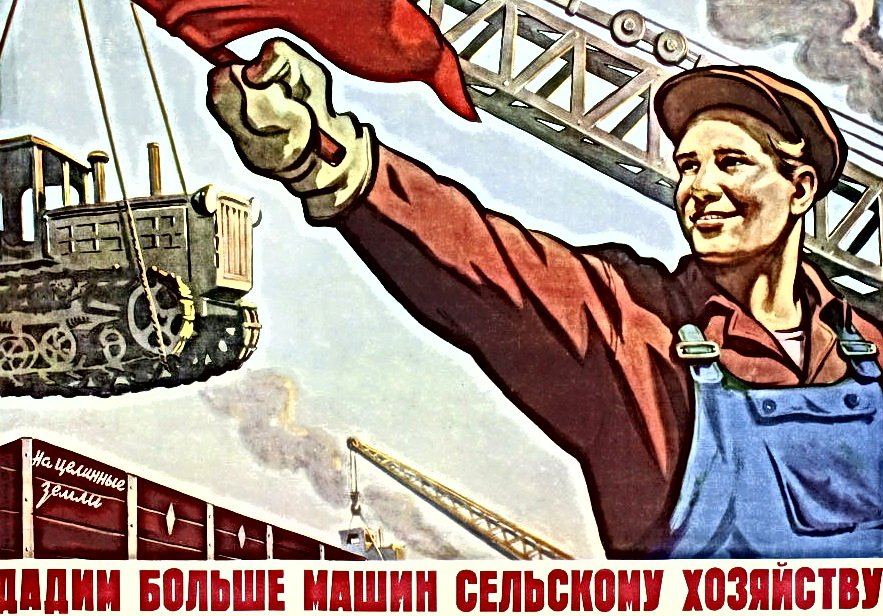 На целинные
земли
ДАДИМ БОЛЬШЕ МАШИН СЕЛЬСКОМУ ХОЗЯЙСТВУ